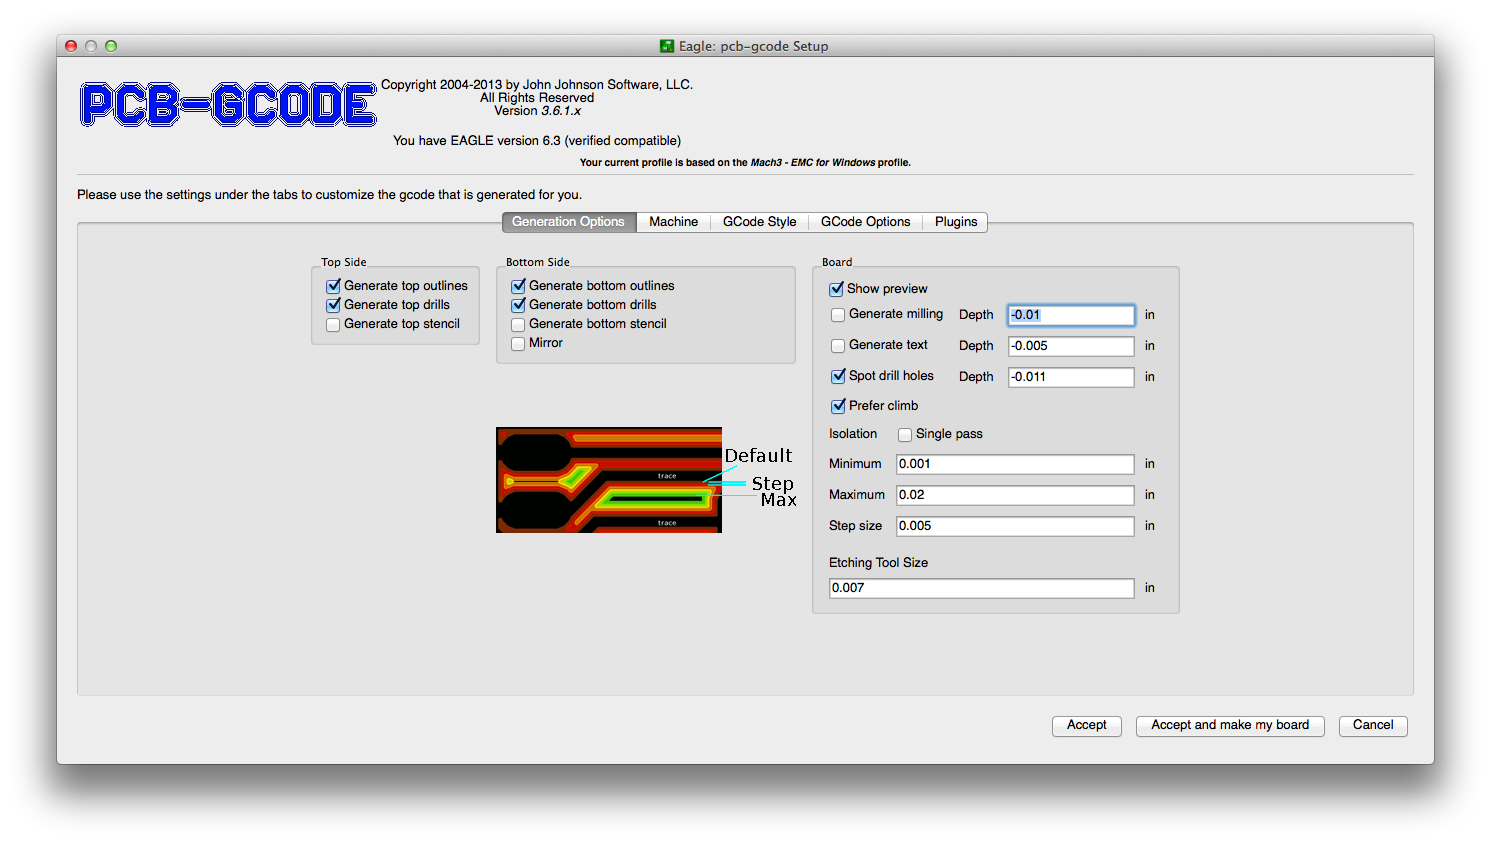 Eagle: pcb-gcode Setup
PCB-GCODE
Copyright 2004-2013 by John Johnson Software, LLC.
All Rights Reserved
Version 3.6.1.x
You have EAGLE version 6.3 (verified compatible)
Your current profile is based on the Mach3 - EMC for Windows profile.
Please use the settings under the tabs to customize the gcode that is generated for you.
Generation Options Machine GCode Style GCode Options Plugins
Top Side
Generate top outlines
Generate top drills
Generate top stencil
Bottom Side
Generate bottom outlines
Generate bottom drills
Generate bottom stencil
Mirror
trace
Default
Step
Max
trace
Board
Show preview
Generate milling Depth -0.01 in
Generate text Depth -0.005 in
Spot drill holes Depth -0.011 in
Prefer climb
Isolation Single pass
Minimum 0.001 in
Maximum 0.02 in
Step size 0.005 in
Etching Tool Size
0.007 in
Accept Accept and make my board Cancel